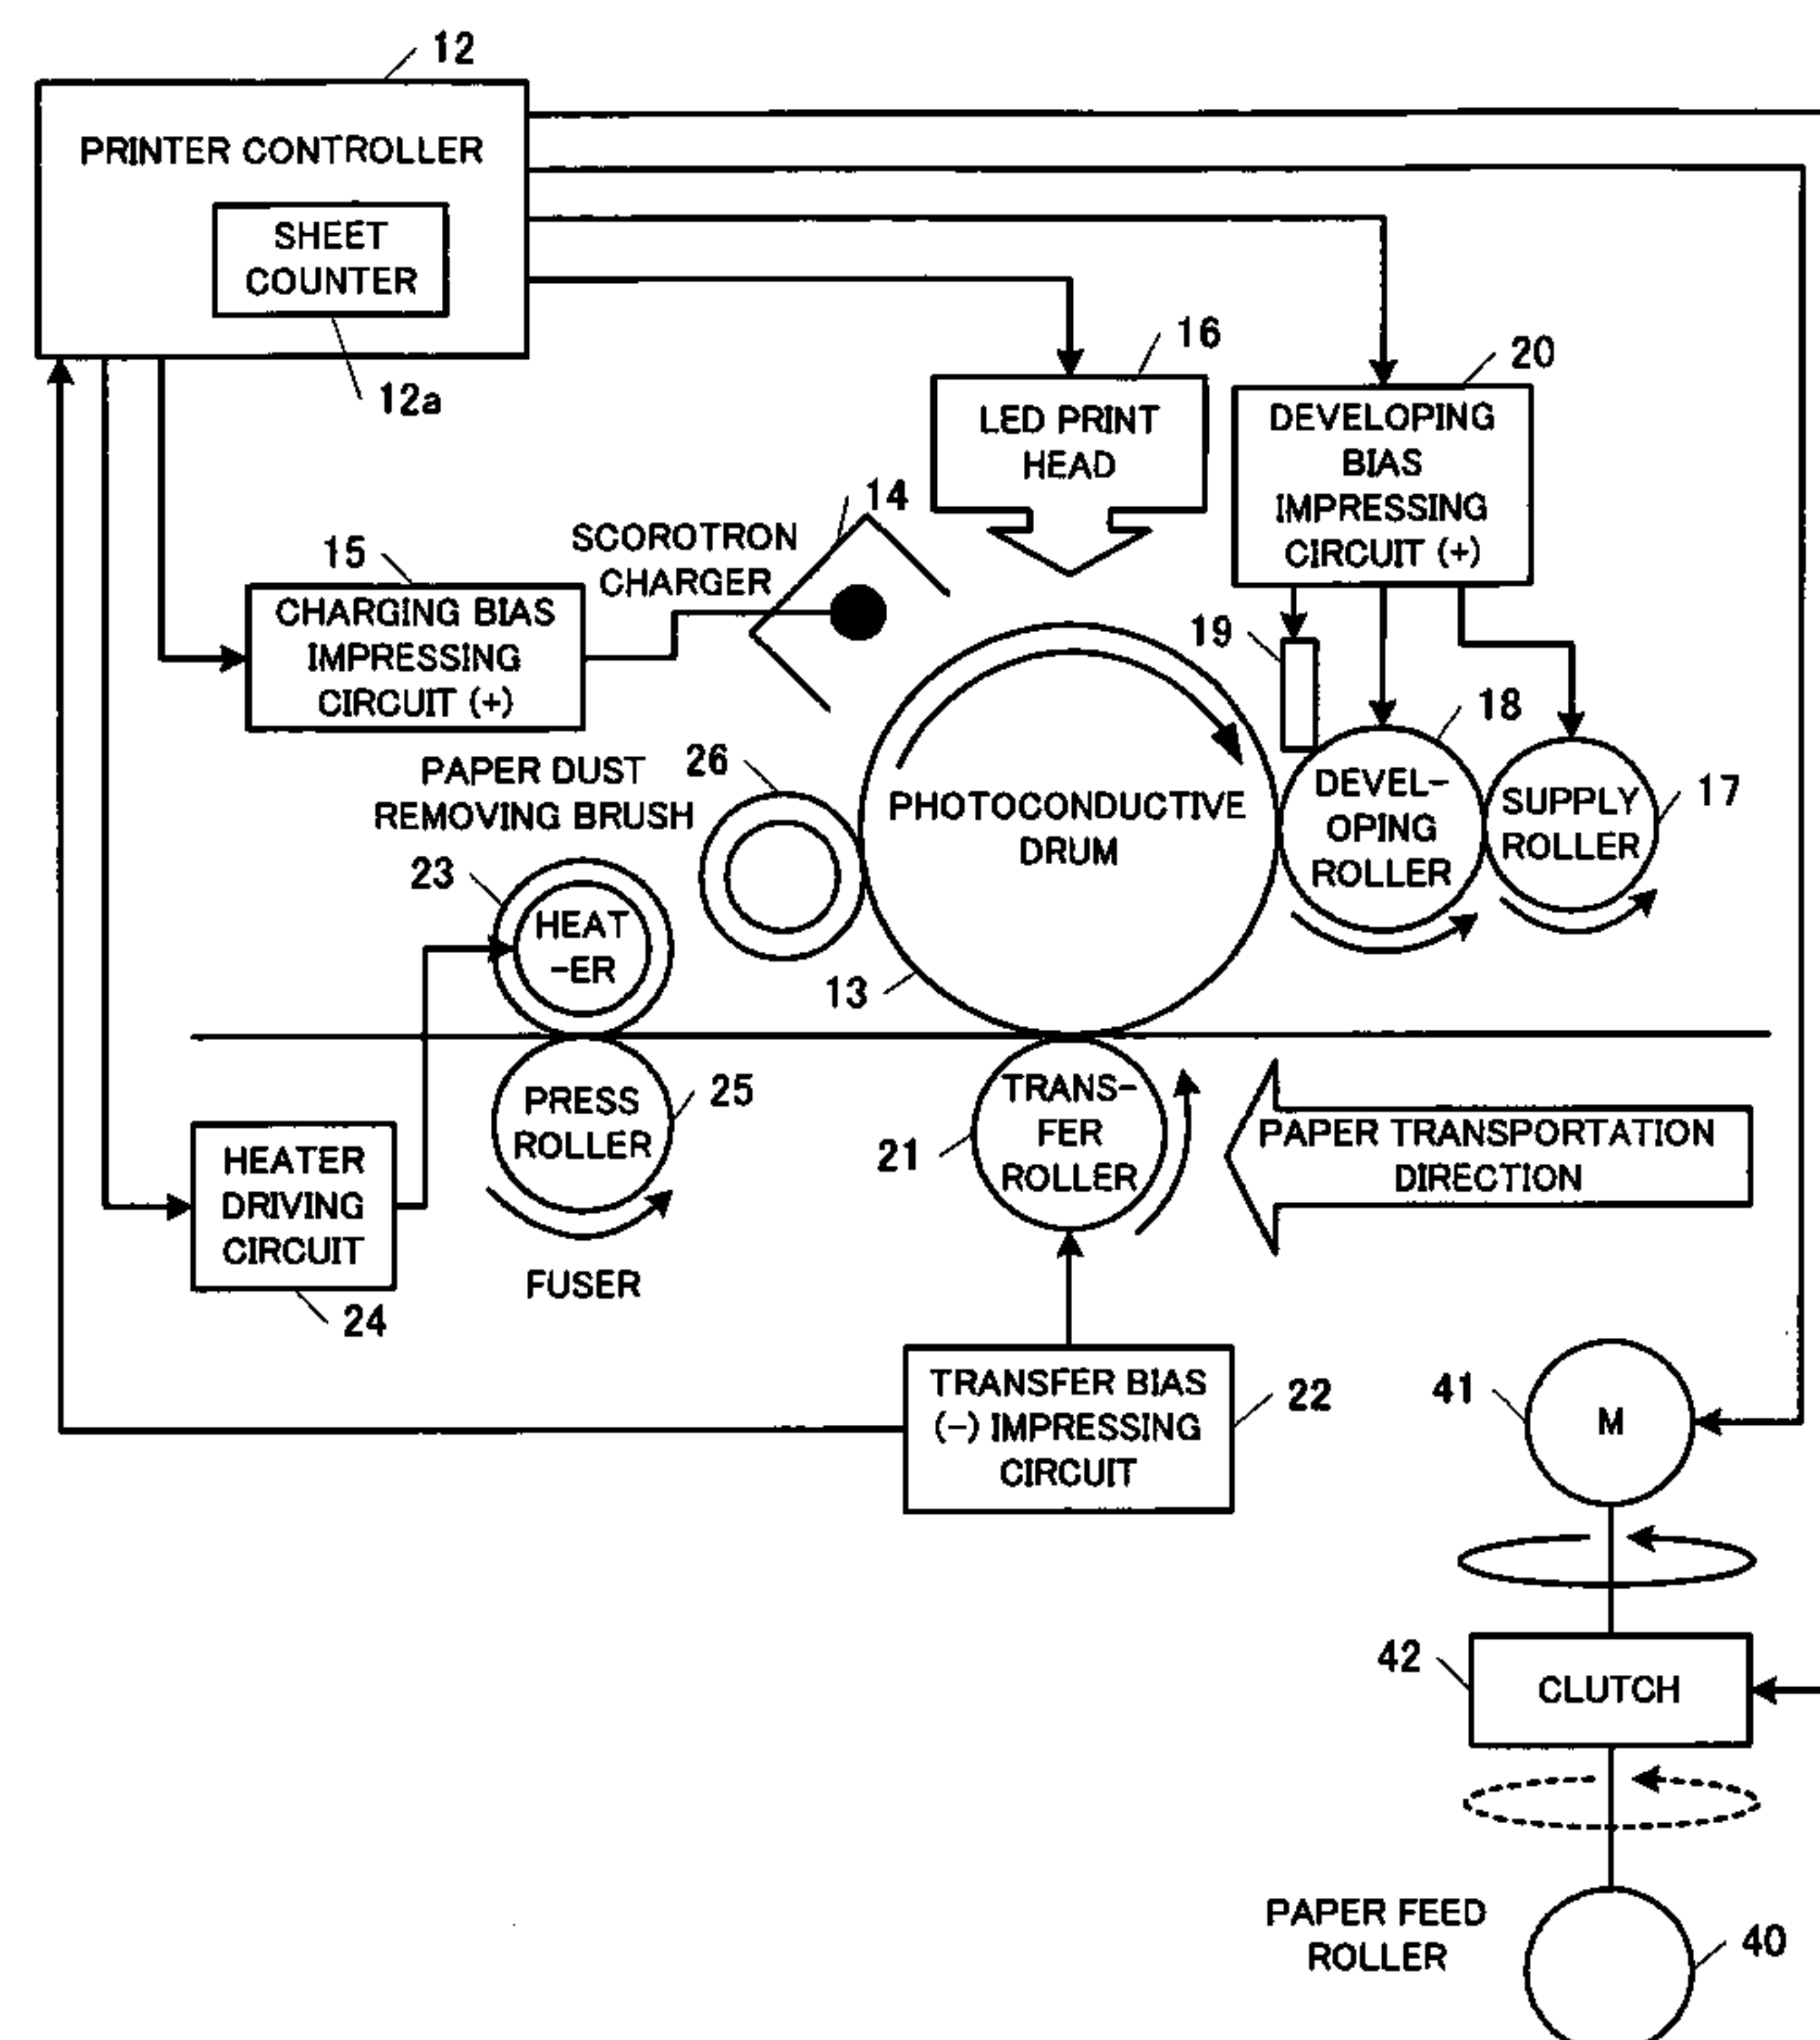 12
PRINTER CONTROLLER
SHEET
COUNTER
12a
16
LED PRINT
HEAD
20
DEVELOPING
BIAS
IMPRESSING
CIRCUIT (+)
14
SCOROTRON
CHARGER
15
CHARGING BIAS
IMPRESSING
CIRCUIT (+)
19
18
DEVEL-
OPING
ROLLER
17
SUPPLY
ROLLER
PHOTOCONDUCTIVE
DRUM
13
26
PAPER DUST
REMOVING BRUSH
23
HEAT
-ER
PRESS
ROLLER
25
FUSER
HEATER
DRIVING
CIRCUIT
24
TRANS-
FER
ROLLER
21
PAPER TRANSPORTATION
DIRECTION
TRANSFER BIAS
(-) IMPRESSING
CIRCUIT
22
41
M
42
CLUTCH
PAPER FEED
ROLLER
40